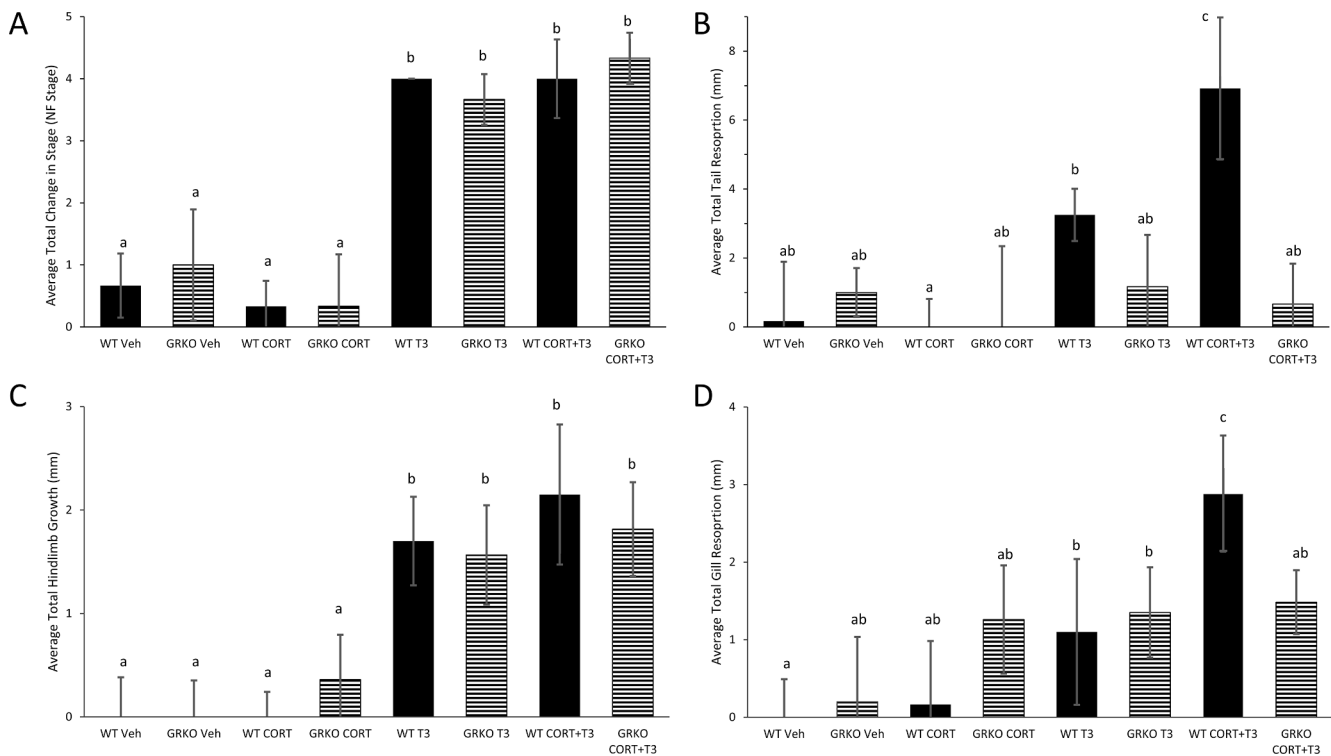 A
Average Total Change in Stage (NF Stage)
5
4
3
2
1
0
a
a
a
a
b
b
b
b
WT Veh
GRKO Veh
WT CORT
GRKO CORT
WT T3
GRKO T3
WT CORT+T3
GRKO
CORT+T3
B
Average Total Tail Resoprtion (mm)
8
6
4
2
0
ab
ab
a
ab
b
ab
c
ab
WT Veh
GRKO Veh
WT CORT
GRKO CORT
WT T3
GRKO T3
WT CORT+T3
GRKO
CORT+T3
C
Average Total Hindlimb Growth (mm)
3
2
1
0
a
a
a
a
b
b
b
b
WT Veh
GRKO Veh
WT CORT
GRKO CORT
WT T3
GRKO T3
WT CORT+T3
GRKO
CORT+T3
D
Average Total Gill Resoprtion (mm)
4
3
2
1
0
a
ab
ab
ab
b
b
c
ab
WT Veh
GRKO Veh
WT CORT
GRKO CORT
WT T3
GRKO T3
WT CORT+T3
GRKO
CORT+T3